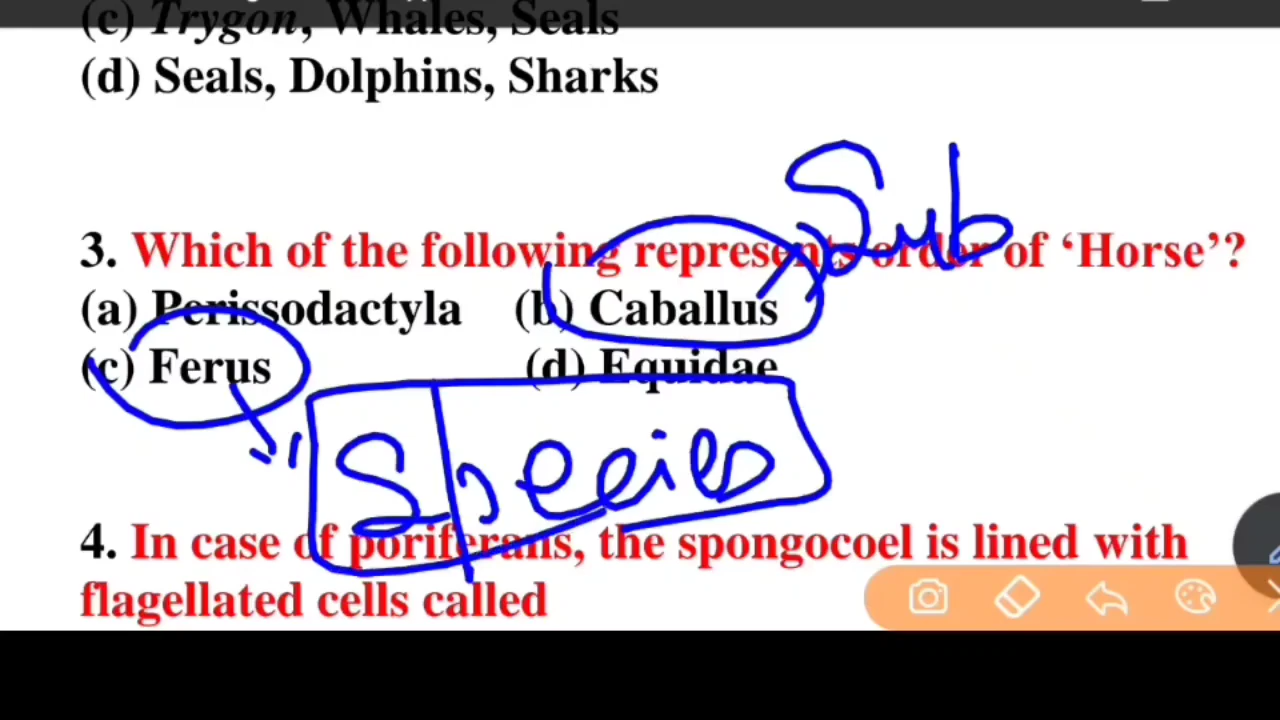 (c) Trygon, Whales, Seals
(d) Seals, Dolphins, Sharks
Sub
3. Which of the following represents order of ‘Horse’?
(a) Perissodactyla (b) Caballus
(c) Ferus (d) Equidae
Species
4. In case of poriferans, the spongocoel is lined with
flagellated cells called